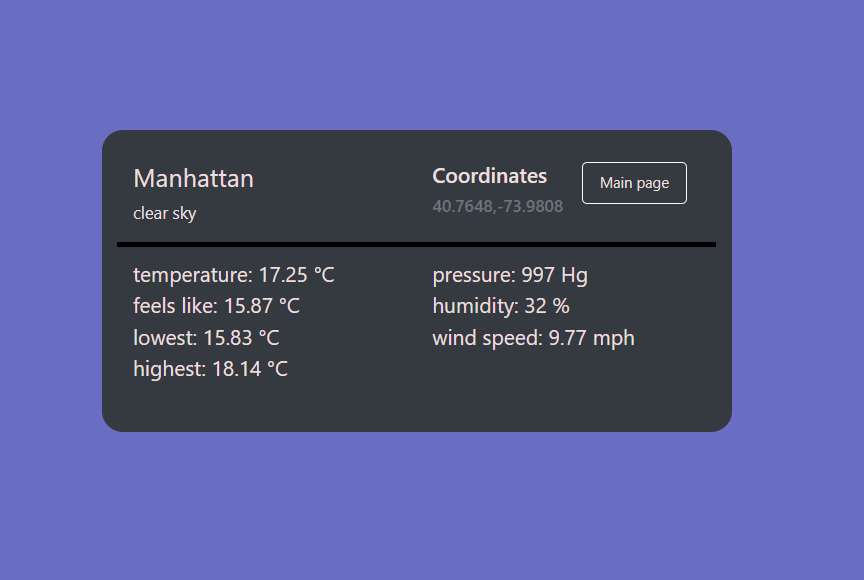 Manhattan
clear sky
Coordinates
40.7648,-73.9808
Main page
temperature: 17.25 °C
feels like: 15.87 °C
lowest: 15.83 °C
highest: 18.14 °C
pressure: 997 Hg
humidity: 32 %
wind speed: 9.77 mph